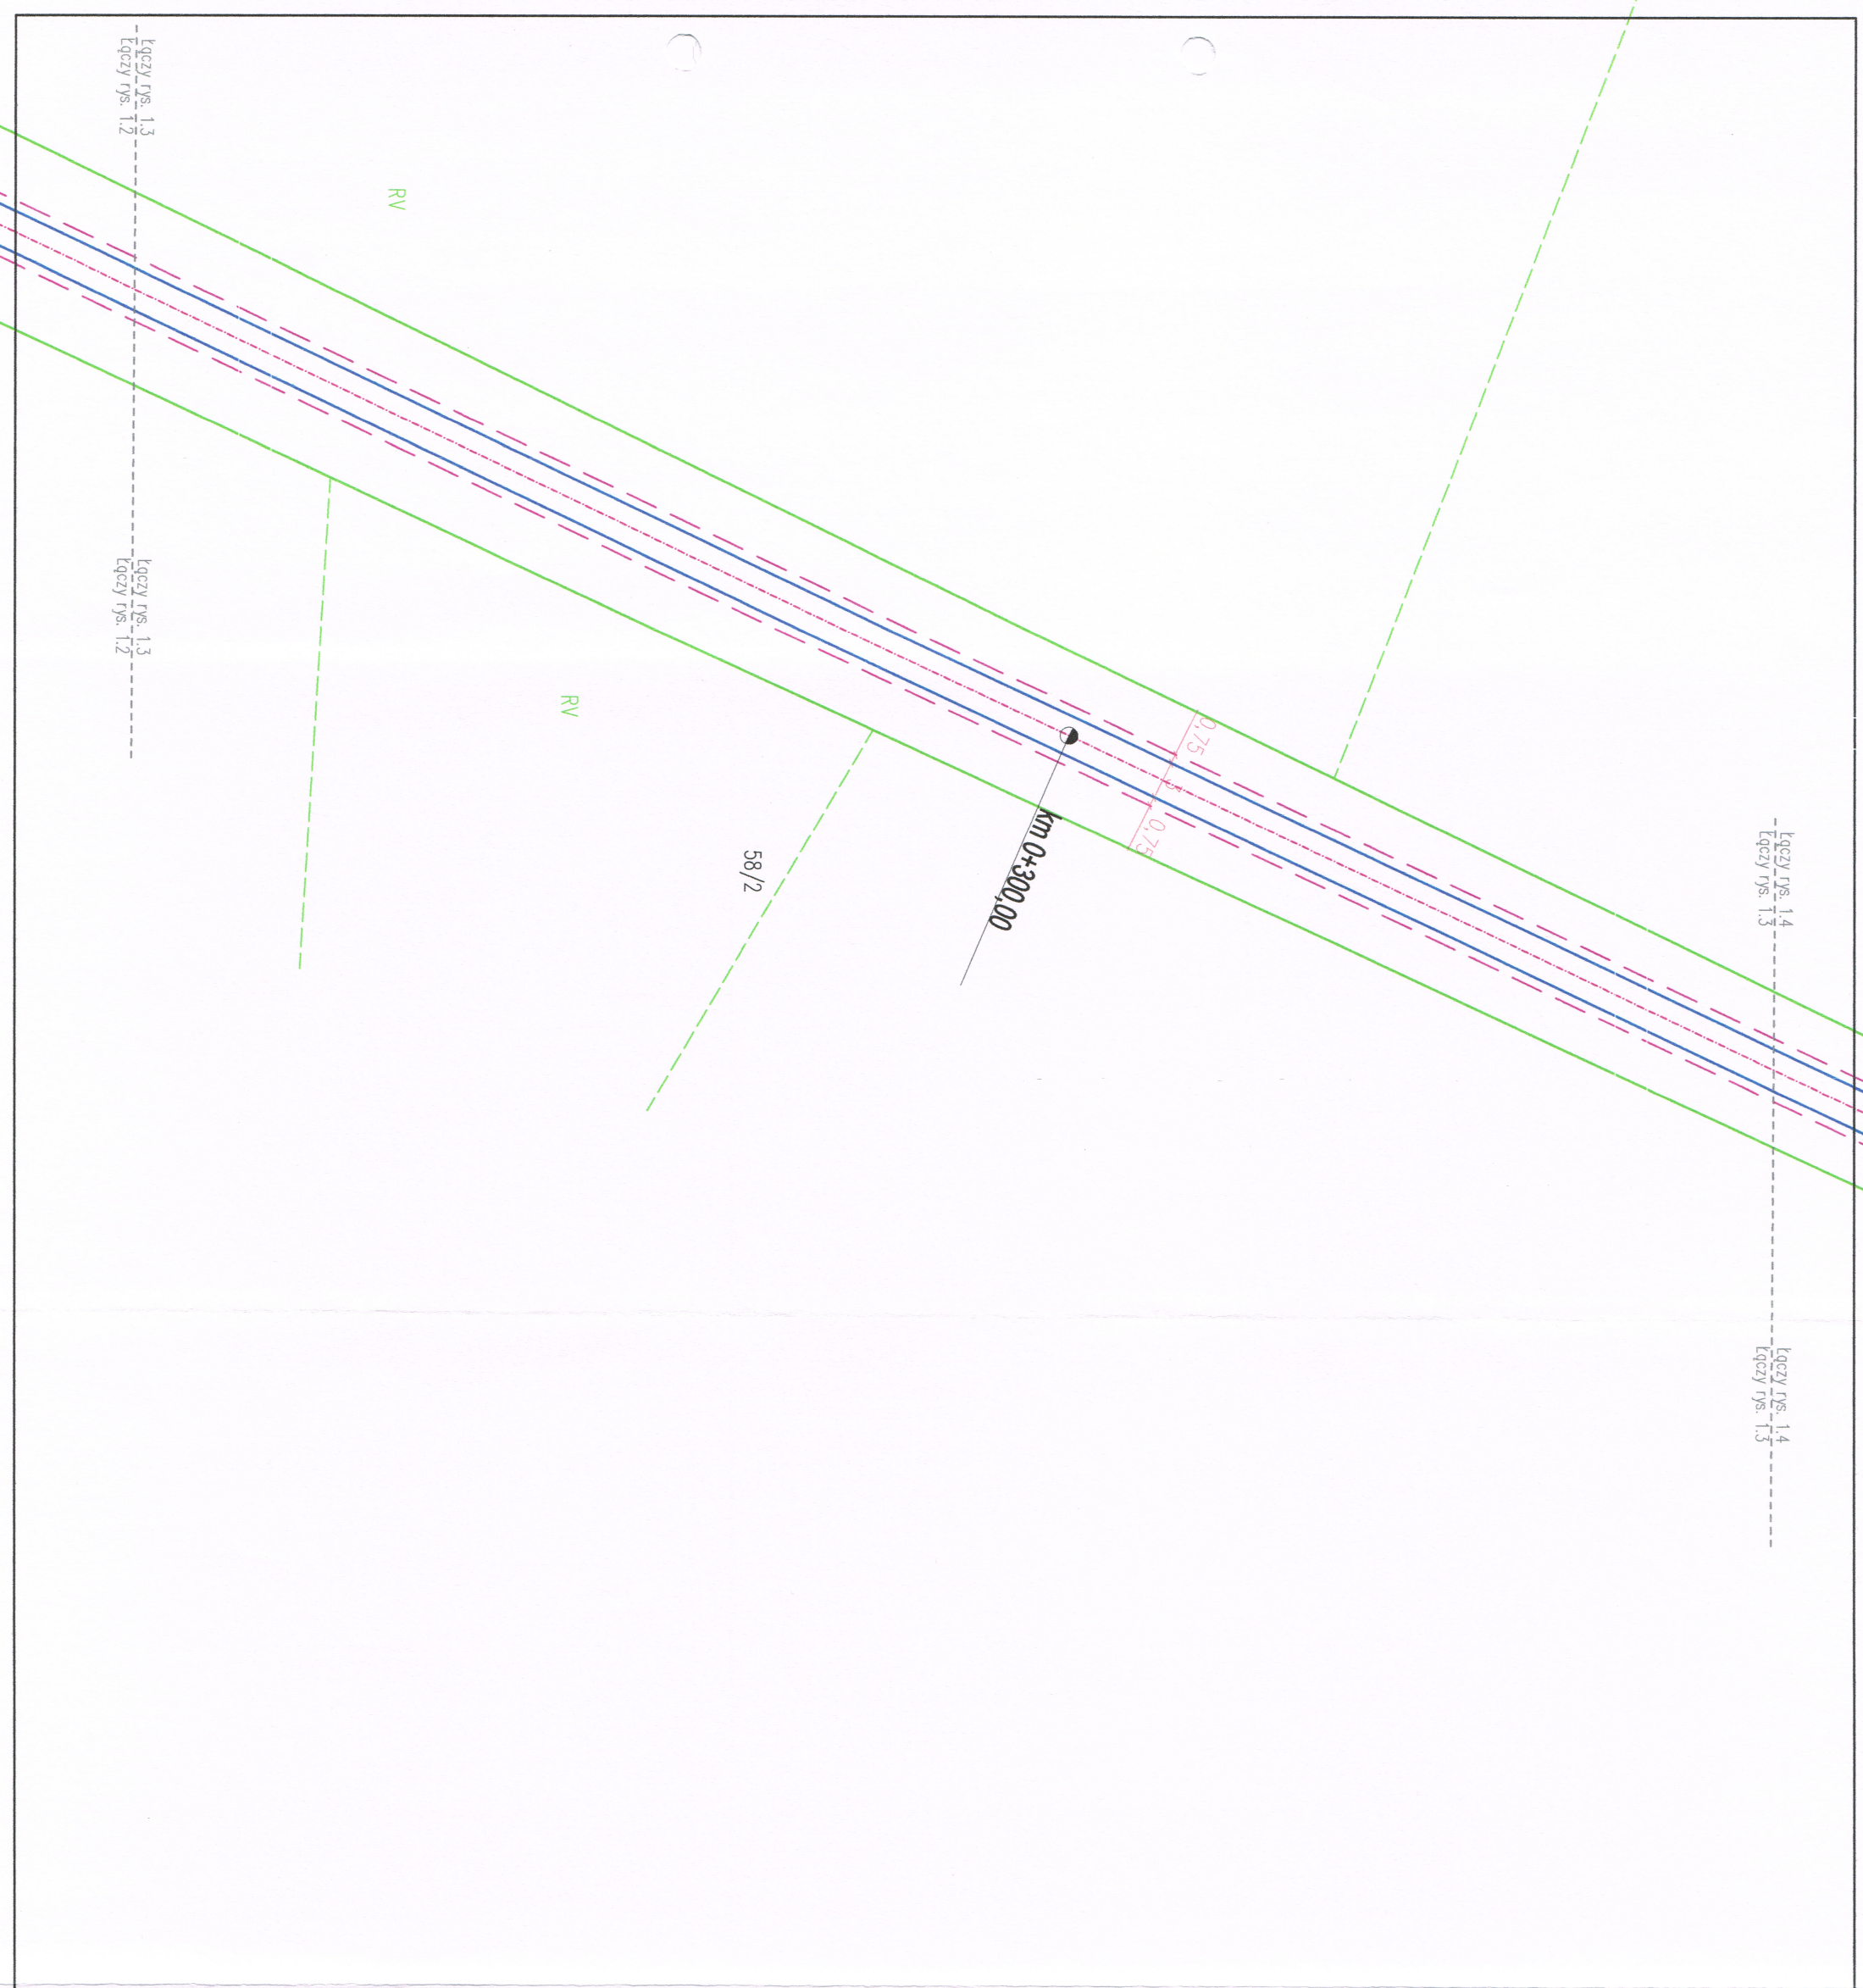 Łączy rys. 1.3
Łączy rys. 1.2
RV
Łączy rys. 1.3
Łączy rys. 1.2
RV
58/2
km 0+300,00
0,75
0,75
Łączy rys. 1.4
Łączy rys. 1.3
Łączy rys. 1.4
Łączy rys. 1.3